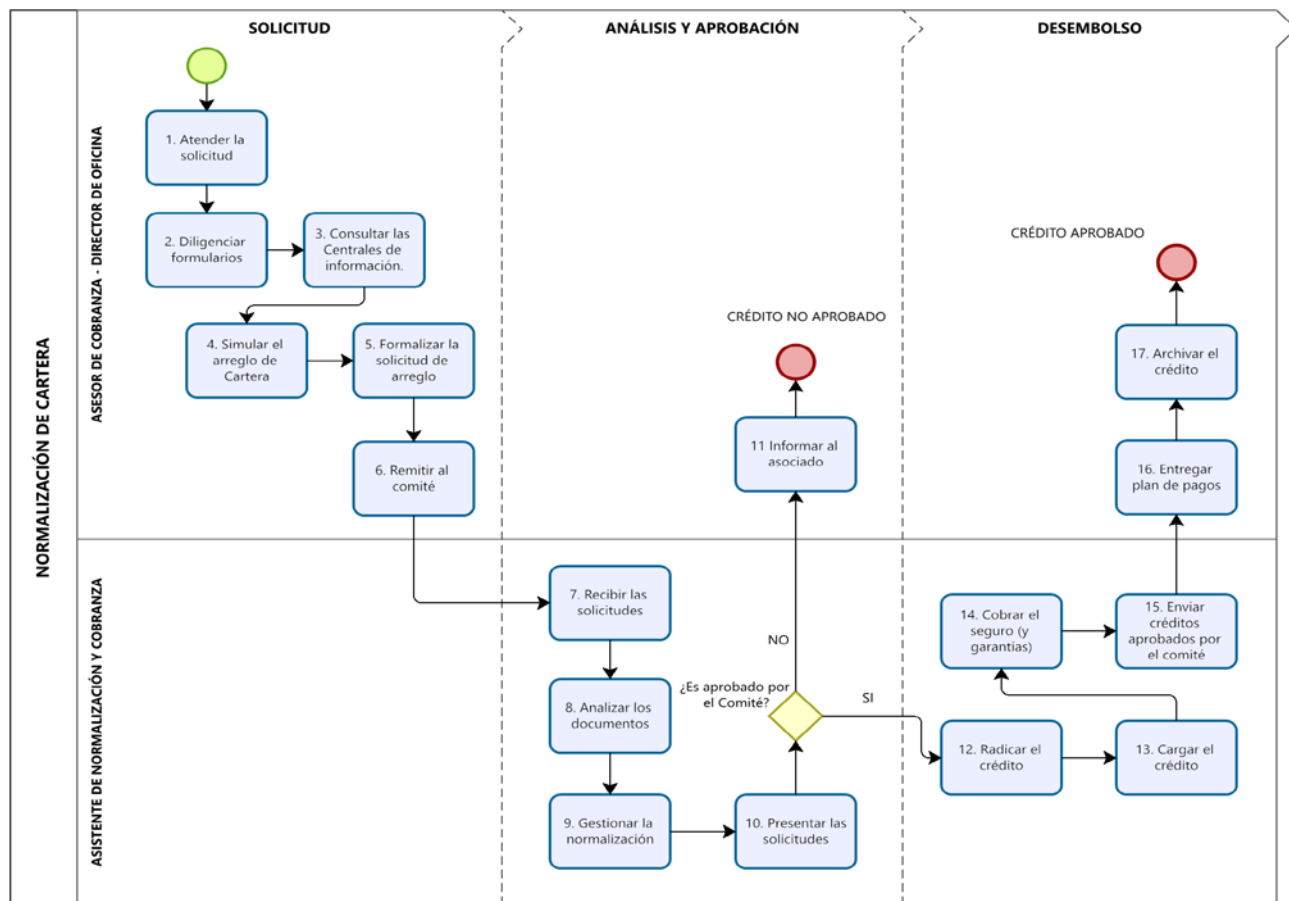 SOLICITUD
ANÁLISIS Y APROBACIÓN
DESEMBOLSO
NORMALIZACIÓN DE CARTERA
ASESOR DE COBRANZA - DIRECTOR DE OFICINA
1. Atender la
solicitud
2. Diligenciar
formularios
3. Consultar las
Centrales de
información.
4. Simular el
arreglo de
Cartera
5. Formalizar la
solicitud de
arreglo
6. Remitir al
comité
CRÉDITO NO APROBADO
11 Informar al
asociado
CRÉDITO APROBADO
17. Archivar el
crédito
16. Entregar
plan de pagos
ASISTENTE DE NORMALIZACIÓN Y COBRANZA
7. Recibir las
solicitudes
8. Analizar los
documentos
9. Gestionar la
normalización
10. Presentar las
solicitudes
¿Es aprobado por
el Comité?
NO
SI
12. Radicar el
crédito
13. Cargar el
crédito
14. Cobrar el
seguro (y
garantías)
15. Enviar
créditos
aprobados por
el comité